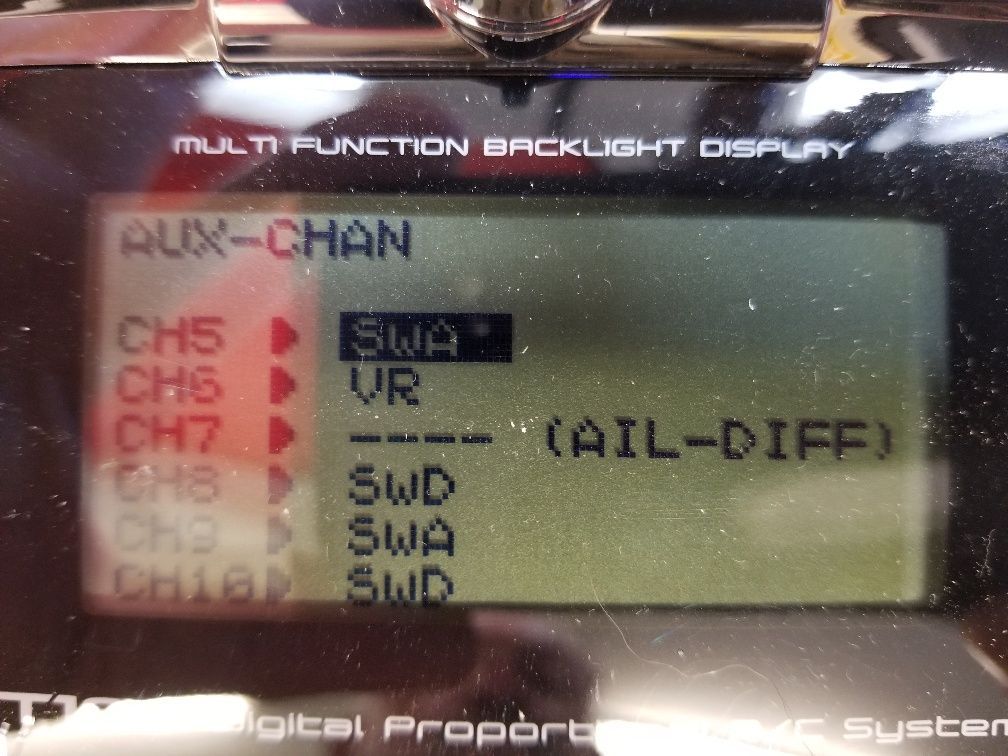 MULTI FUNCTION BACKLIGHT DISPLAY
AUX-CHAN
CH5 ▶ SWA
CH6 ▶ VR
CH7 ▶ ---- (AIL-DIFF)
CH8 ▶ SWD
CH9 ▶ SWA
CH10 ▶ SWD
Digital System